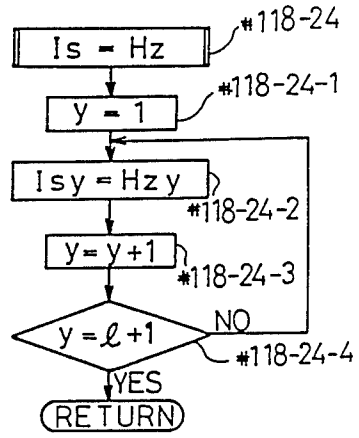 Is = Hz
#118-24
y = 1
#118-24-1
Isy = Hzy
#118-24-2
y = y+1
#118-24-3
y = ℓ+1
NO
#118-24-4
YES
RETURN